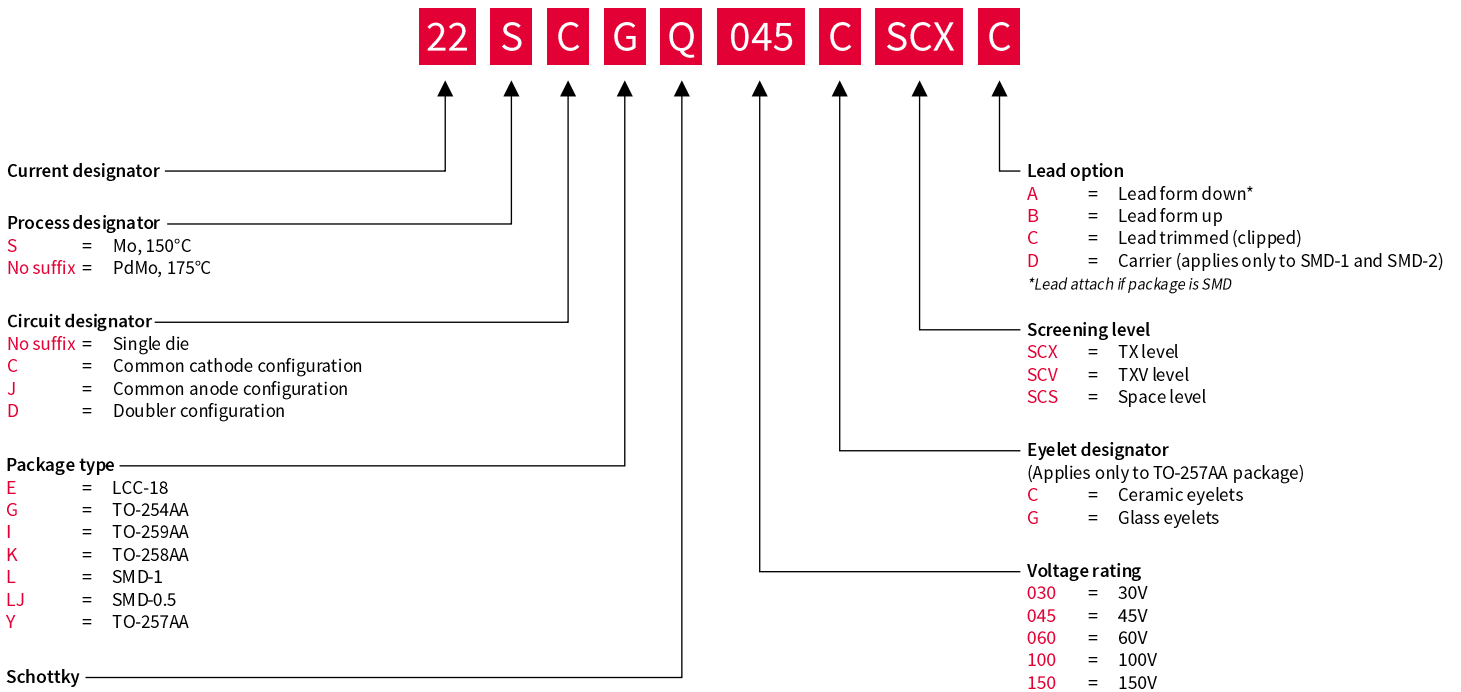 22 S C G Q 045 C SCX C
Current designator
Process designator
S = Mo, 150°C
No suffix = PdMo, 175°C
Circuit designator
No suffix = Single die
C = Common cathode configuration
J = Common anode configuration
D = Doubler configuration
Package type
E = LCC-18
G = TO-254AA
I = TO-259AA
K = TO-258AA
L = SMD-1
LJ = SMD-0.5
Y = TO-257AA
Schottky
Lead option
A = Lead form down*
B = Lead form up
C = Lead trimmed (clipped)
D = Carrier (applies only to SMD-1 and SMD-2)
*Lead attach if package is SMD
Screening level
SCX = TX level
SCV = TXV level
SCS = Space level
Eyelet designator
(Applies only to TO-257AA package)
C = Ceramic eyelets
G = Glass eyelets
Voltage rating
030 = 30V
045 = 45V
060 = 60V
100 = 100V
150 = 150V